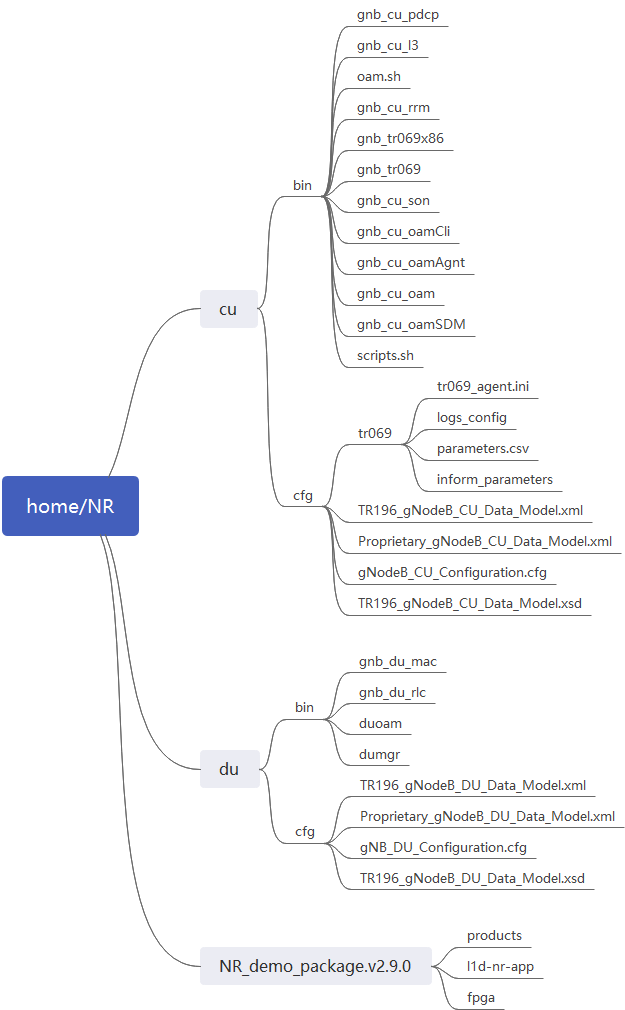 home/NR
cu
bin
gnb_cu_pdcp
gnb_cu_l3
oam.sh
gnb_cu_rrm
gnb_tr069x86
gnb_tr069
gnb_cu_son
gnb_cu_oamCli
gnb_cu_oamAgnt
gnb_cu_oam
gnb_cu_oamSDM
scripts.sh
cfg
tr069
tr069_agent.ini
logs_config
parameters.csv
inform_parameters
TR196_gNodeB_CU_Data_Model.xml
Proprietary_gNodeB_CU_Data_Model.xml
gNodeB_CU_Configuration.cfg
TR196_gNodeB_CU_Data_Model.xsd
du
bin
gnb_du_mac
gnb_du_rlc
duoam
dumgr
cfg
TR196_gNodeB_DU_Data_Model.xml
Proprietary_gNodeB_DU_Data_Model.xml
gNB_DU_Configuration.cfg
TR196_gNodeB_DU_Data_Model.xsd
NR_demo_package.v2.9.0
products
l1d-nr-app
fpga